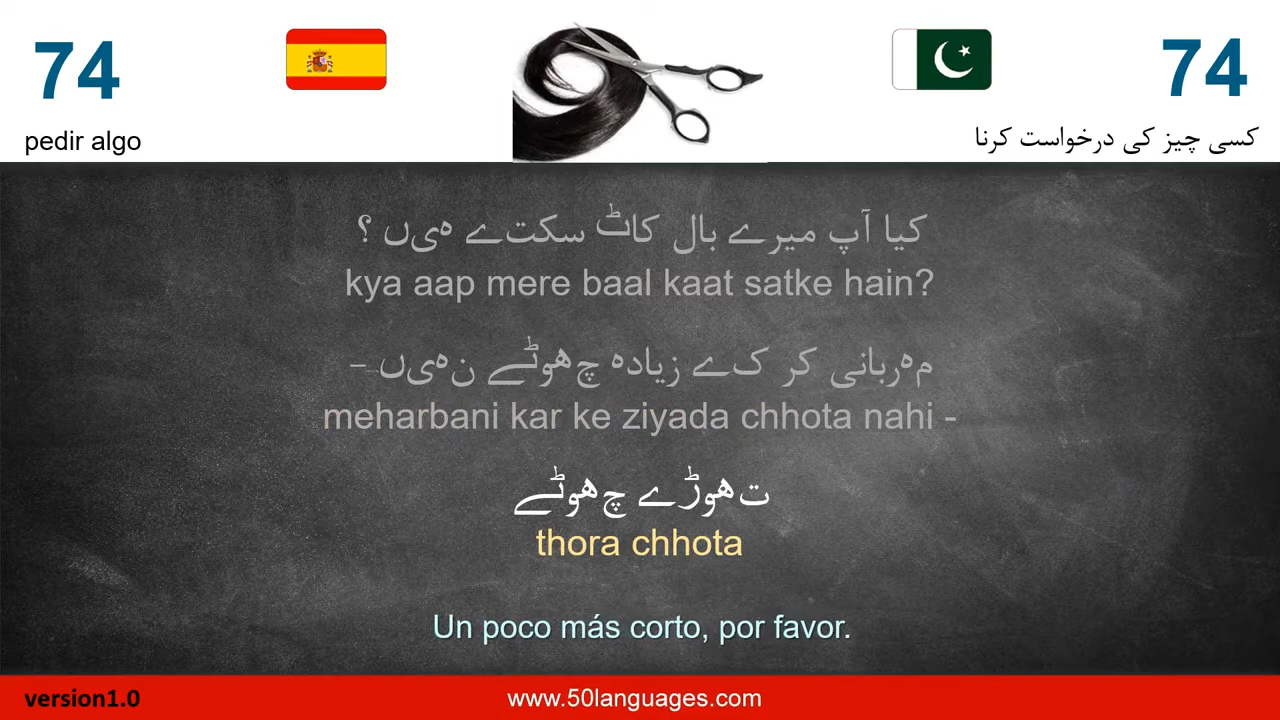 74
74
pedir algo
کسی چیز کی درخواست کرنا
کیا آپ میرے بال کاٹ سکتے ہیں ؟
kya aap mere baal kaat satke hain?
مہربانی کر کے زیادہ چھوٹے نہیں –
meharbani kar ke ziyada chhota nahi -
تھوڑے چھوٹے
thora chhota
Un poco más corto, por favor.
version1.0
www.50languages.com